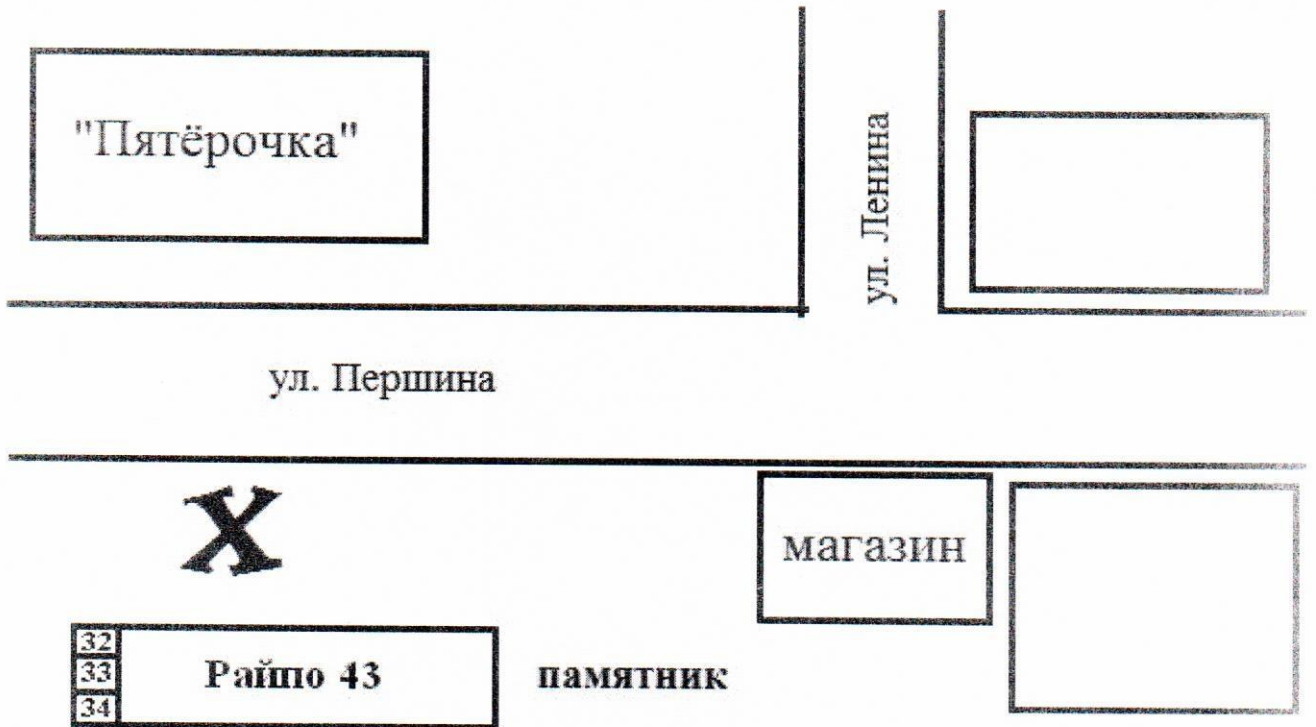 "Пятёрочка"
ул. Ленина
ул. Першина
X
магазин
32
33
34
Райпо 43
памятник